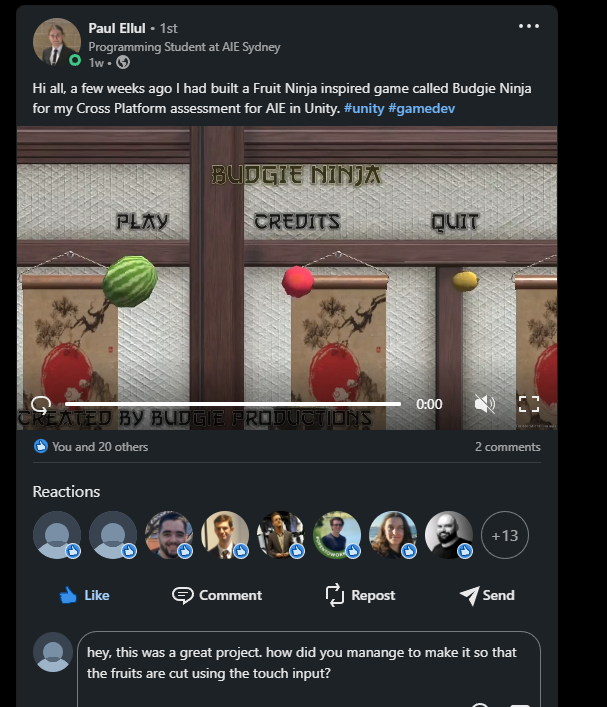 Paul Ellul • 1st
Programming Student at AIE Sydney
1w •
Hi all, a few weeks ago I had built a Fruit Ninja inspired game called Budgie Ninja
for my Cross Platform assessment for AIE in Unity. #unity #gamedev
BUDGIE NINJA
PLAY CREDITS QUIT
0:00
CREATED BY BUDGIE PRODUCTIONS
You and 20 others 2 comments
Reactions
+13
Like Comment Repost Send
hey, this was a great project. how did you manange to make it so that
the fruits are cut using the touch input?